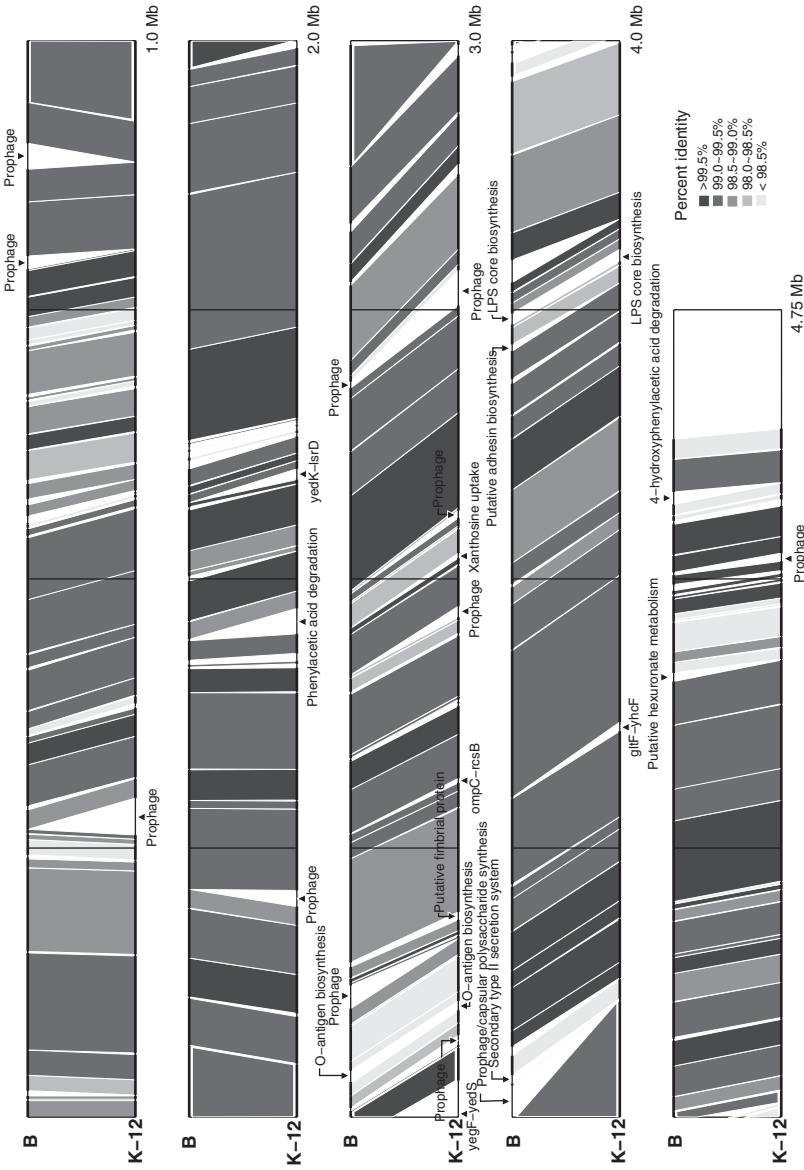 Prophage
Prophage
B
K–12
Prophage
1.0 Mb
B
K–12
Prophage
Phenylacetic acid degradation
yedK–lsrD
2.0 Mb
O–antigen biosynthesis
Prophage
Prophage
B
K–12
Prophage
yegF–yedS
O–antigen biosynthesis
Putative fimbrial protein
ompC–rcsB
Prophage
Xanthosine uptake
Prophage
Prophage
3.0 Mb
Prophage/capsular polysaccharide synthesis
Secondary type II secretion system
Putative adhesin biosynthesis
LPS core biosynthesis
B
K–12
gltF–yhcF
LPS core biosynthesis
4.0 Mb
Putative hexuronate metabolism
4–hydroxyphenylacetic acid degradation
B
K–12
Prophage
4.75 Mb
Percent identity
>99.5%
99.0~99.5%
98.5~99.0%
98.0~98.5%
< 98.5%